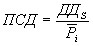 ПСД = ДД_S / P̅_i